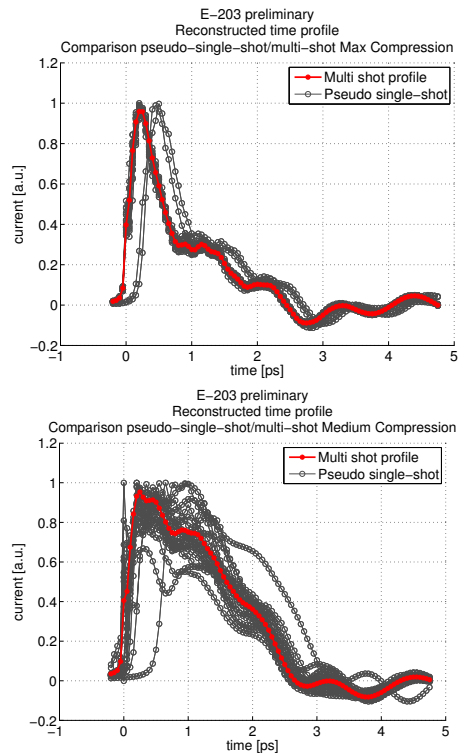 E−203 preliminary
Reconstructed time profile
Comparison pseudo−single−shot/multi−shot Max Compression
1.2
1
0.8
0.6
0.4
0.2
0
−0.2
current [a.u.]
Multi shot profile
Pseudo single−shot
−1 0 1 2 3 4 5
time [ps]
E−203 preliminary
Reconstructed time profile
Comparison pseudo−single−shot/multi−shot Medium Compression
1.2
1
0.8
0.6
0.4
0.2
0
−0.2
current [a.u.]
Multi shot profile
Pseudo single−shot
−1 0 1 2 3 4 5
time [ps]